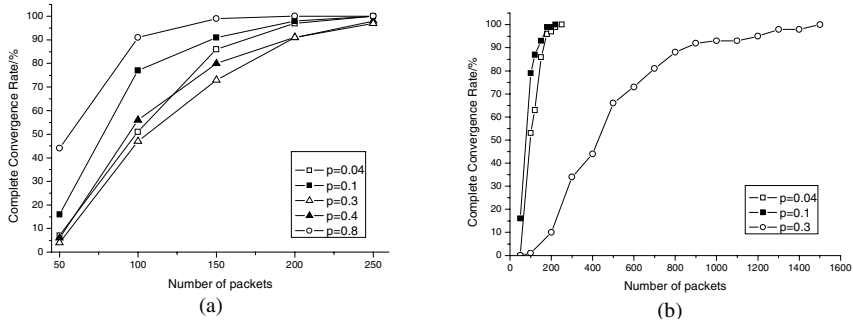 Complete Convergence Rate/%
100
90
80
70
60
50
40
30
20
10
0
50
100
150
200
250
Number of packets
p=0.04
p=0.1
p=0.3
p=0.4
p=0.8
(a)
Complete Convergence Rate/%
100
90
80
70
60
50
40
30
20
10
0
0
200
400
600
800
1000
1200
1400
1600
Number of packets
p=0.04
p=0.1
p=0.3
(b)